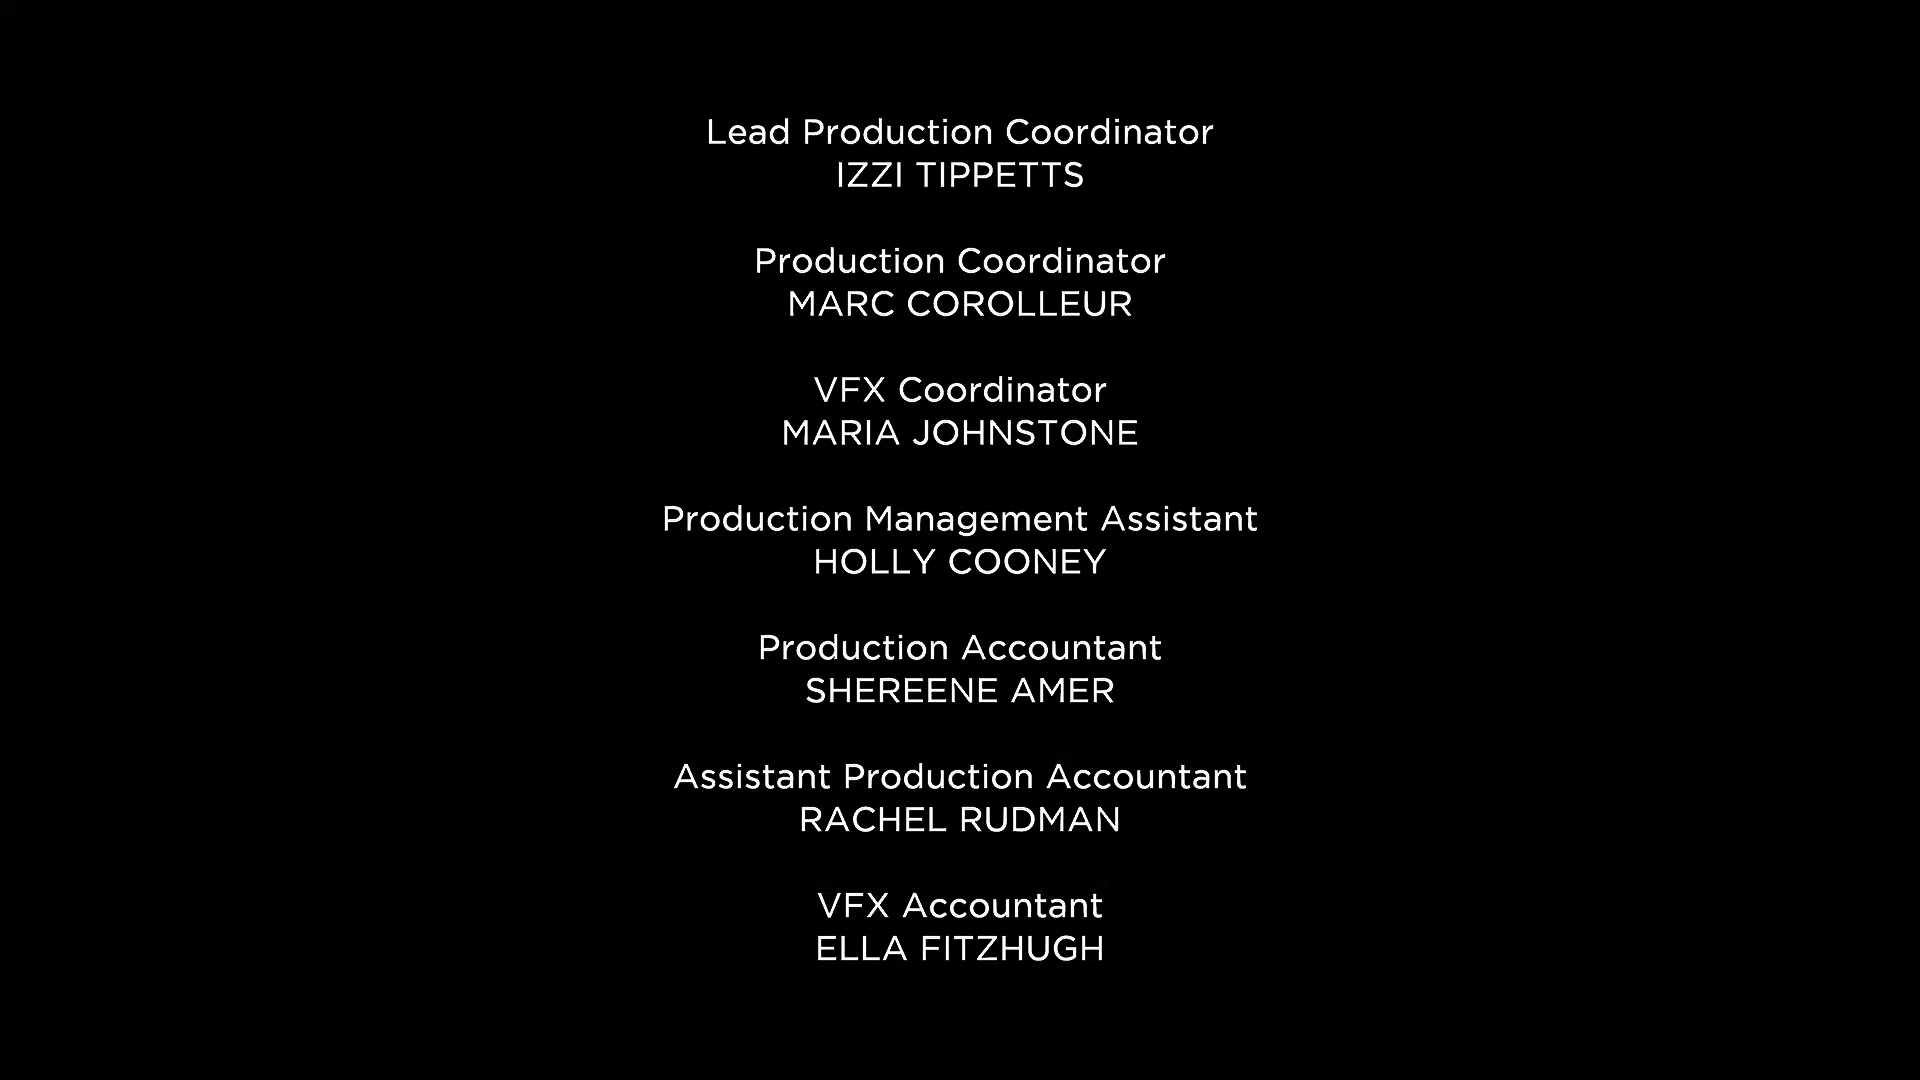 Lead Production Coordinator
IZZI TIPPETTS
Production Coordinator
MARC COROLLEUR
VFX Coordinator
MARIA JOHNSTONE
Production Management Assistant
HOLLY COONEY
Production Accountant
SHEREENE AMER
Assistant Production Accountant
RACHEL RUDMAN
VFX Accountant
ELLA FITZHUGH